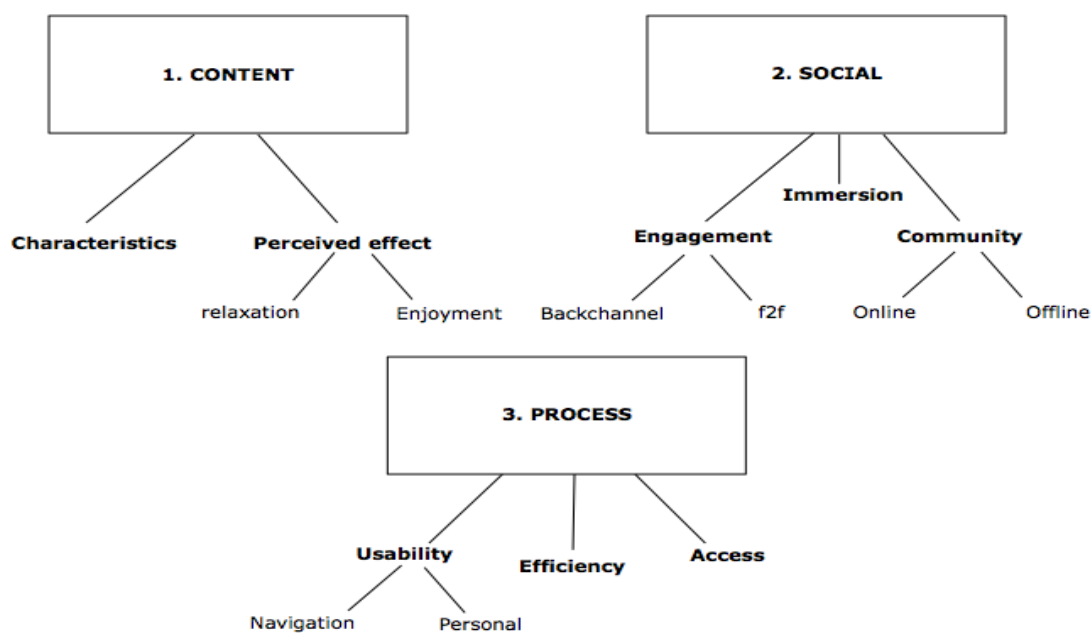 1. CONTENT
2. SOCIAL
Immersion
Characteristics
Perceived effect
Engagement
Community
relaxation
Enjoyment
Backchannel
f2f
Online
Offline
3. PROCESS
Usability
Efficiency
Access
Navigation
Personal